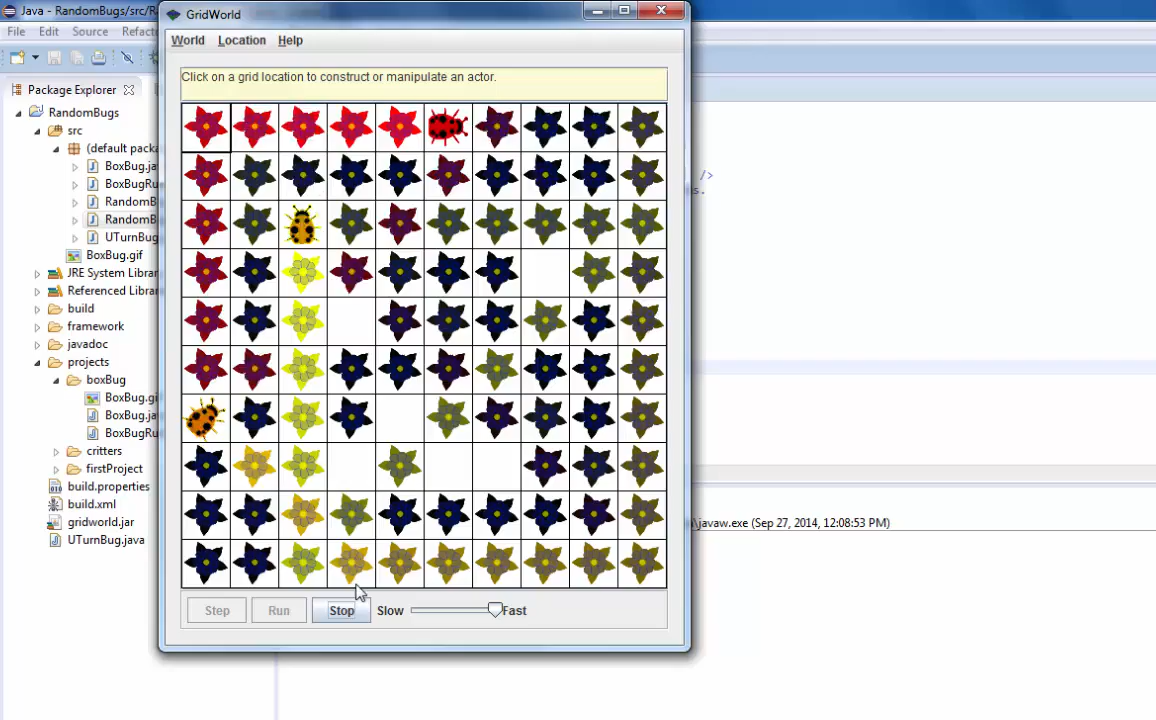 Java - RandomBugs/src/Ra
GridWorld
File Edit Source Refact
World Location Help
Package Explorer
Click on a grid location to construct or manipulate an actor.
RandomBugs
src
(default packa
BoxBug.ja
BoxBugRu
RandomB
RandomB
UTurnBug
BoxBug.gif
JRE System Librar
Referenced Librar
build
framework
javadoc
projects
boxBug
BoxBug.gi
BoxBug.ja
BoxBugRu
critters
firstProject
build.properties
build.xml
gridworld.jar
UTurnBug.java
/>
s.
\javaw.exe (Sep 27, 2014, 12:08:53 PM)
Step Run Stop Slow Fast